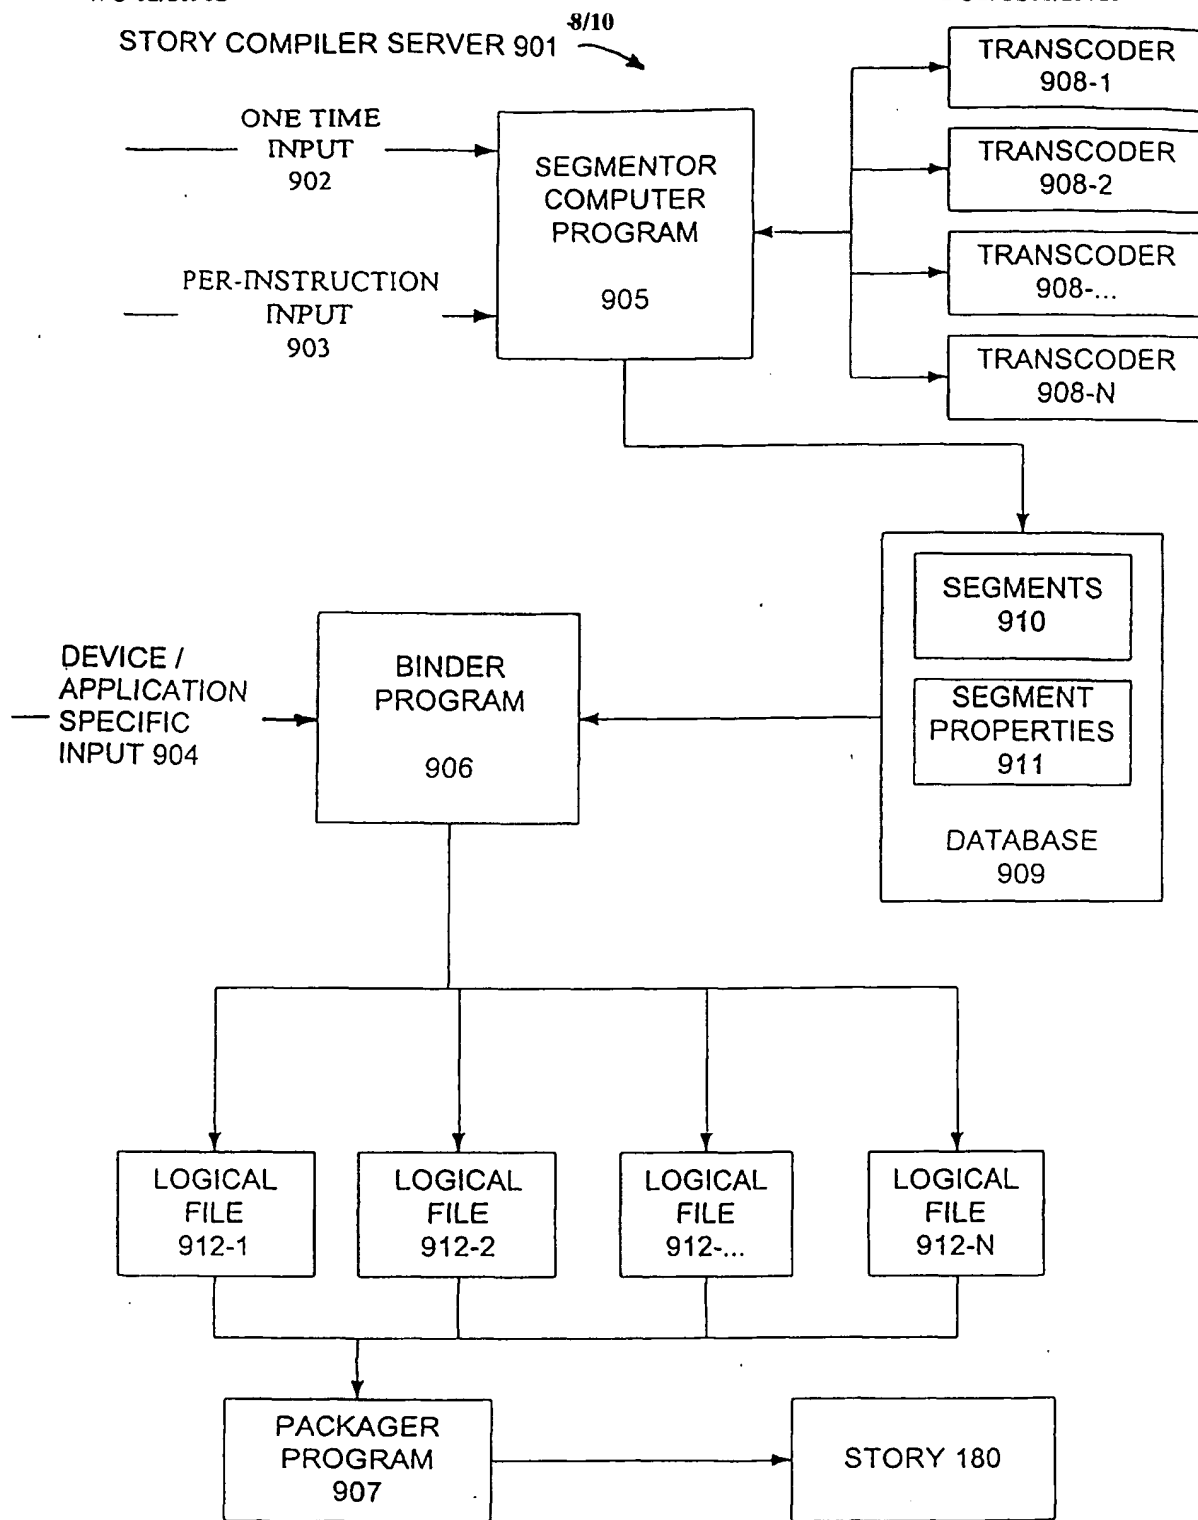 8/10
STORY COMPILER SERVER 901
TRANSCODER
908-1
ONE TIME
INPUT
902
SEGMENTOR
COMPUTER
PROGRAM
905
TRANSCODER
908-2
PER-INSTRUCTION
INPUT
903
TRANSCODER
908-...
TRANSCODER
908-N
SEGMENTS
910
SEGMENT
PROPERTIES
911
DATABASE
909
DEVICE /
APPLICATION
SPECIFIC
INPUT 904
BINDER
PROGRAM
906
LOGICAL
FILE
912-1
LOGICAL
FILE
912-2
LOGICAL
FILE
912-...
LOGICAL
FILE
912-N
PACKAGER
PROGRAM
907
STORY 180